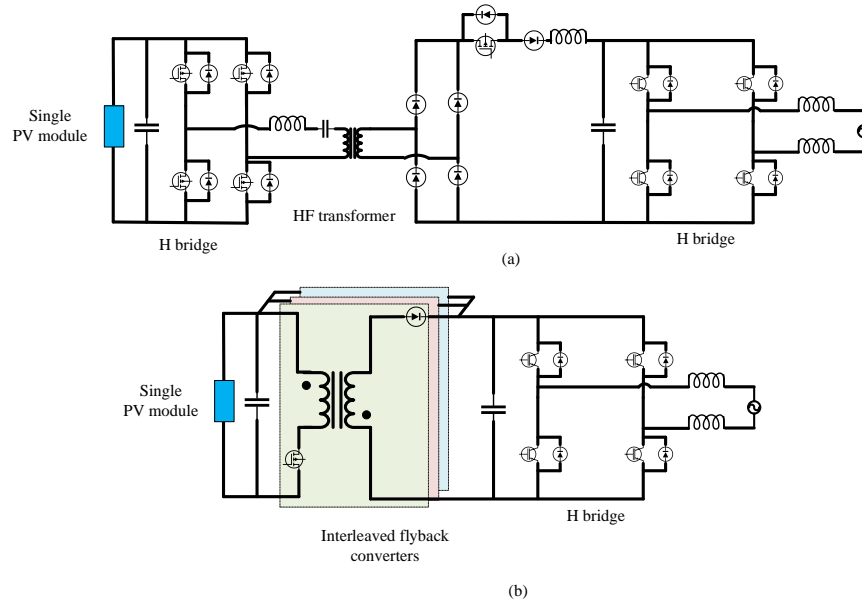 Single
PV module
HF transformer
H bridge
H bridge
(a)
Single
PV module
H bridge
Interleaved flyback
converters
(b)